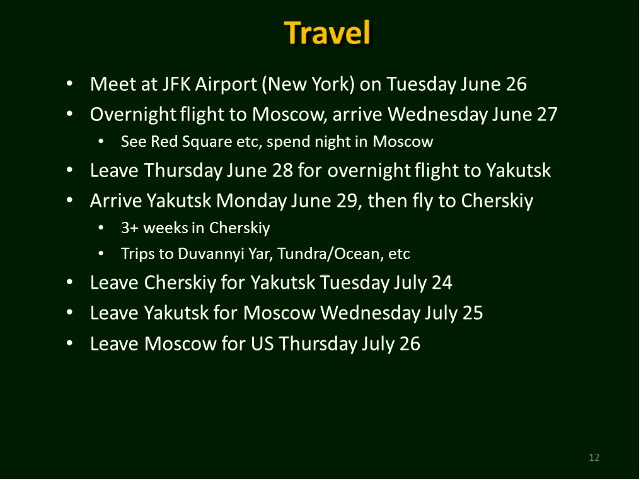 Travel
• Meet at JFK Airport (New York) on Tuesday June 26
• Overnight flight to Moscow, arrive Wednesday June 27
• See Red Square etc, spend night in Moscow
• Leave Thursday June 28 for overnight flight to Yakutsk
• Arrive Yakutsk Monday June 29, then fly to Cherskiy
• 3+ weeks in Cherskiy
• Trips to Duvannyi Yar, Tundra/Ocean, etc
• Leave Cherskiy for Yakutsk Tuesday July 24
• Leave Yakutsk for Moscow Wednesday July 25
• Leave Moscow for US Thursday July 26
12